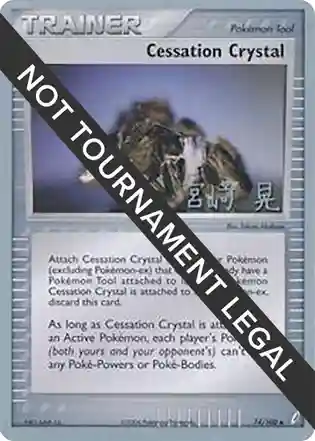 TRAINER Pokémon Tool
Cessation Crystal
宮崎 晃
Attach Cessation Crystal
Pokémon
(excluding Pokémon-ex) that
have a
Pokémon Tool attached to
Cessation Crystal is attached to
discard this card.
As long as Cessation Crystal is
an Active Pokémon, each player's
(both yours and your opponent's) can't
any Poké-Powers or Poké-Bodies.
74/100
NOT TOURNAMENT LEGAL